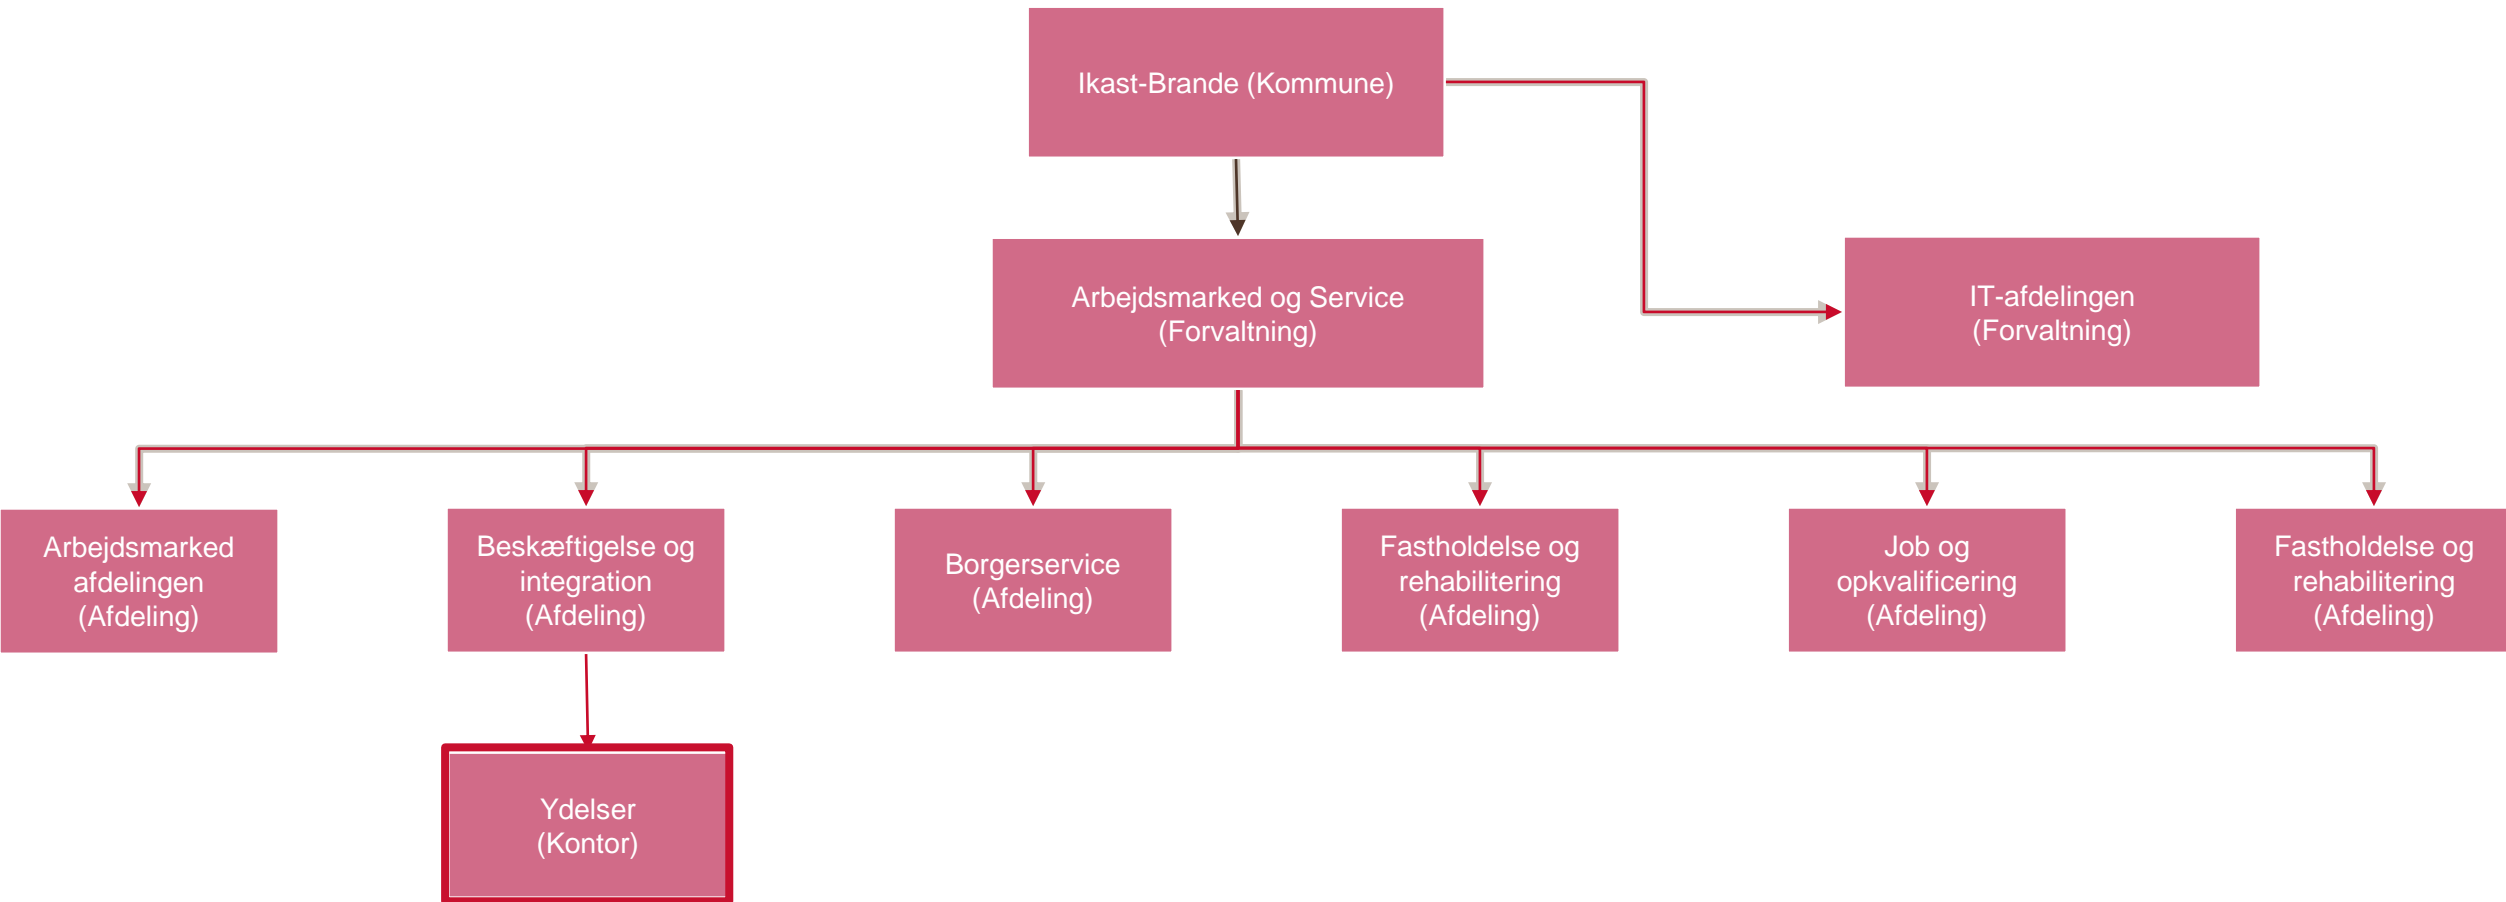 Ikast-Brande (Kommune)
Arbejdsmarked og Service
(Forvaltning)
IT-afdelingen
(Forvaltning)
Arbejdsmarked
afdelingen
(Afdeling)
Beskæftigelse og
integration
(Afdeling)
Borgerservice
(Afdeling)
Fastholdelse og
rehabilitering
(Afdeling)
Job og
opkvalificering
(Afdeling)
Fastholdelse og
rehabilitering
(Afdeling)
Ydelser
(Kontor)